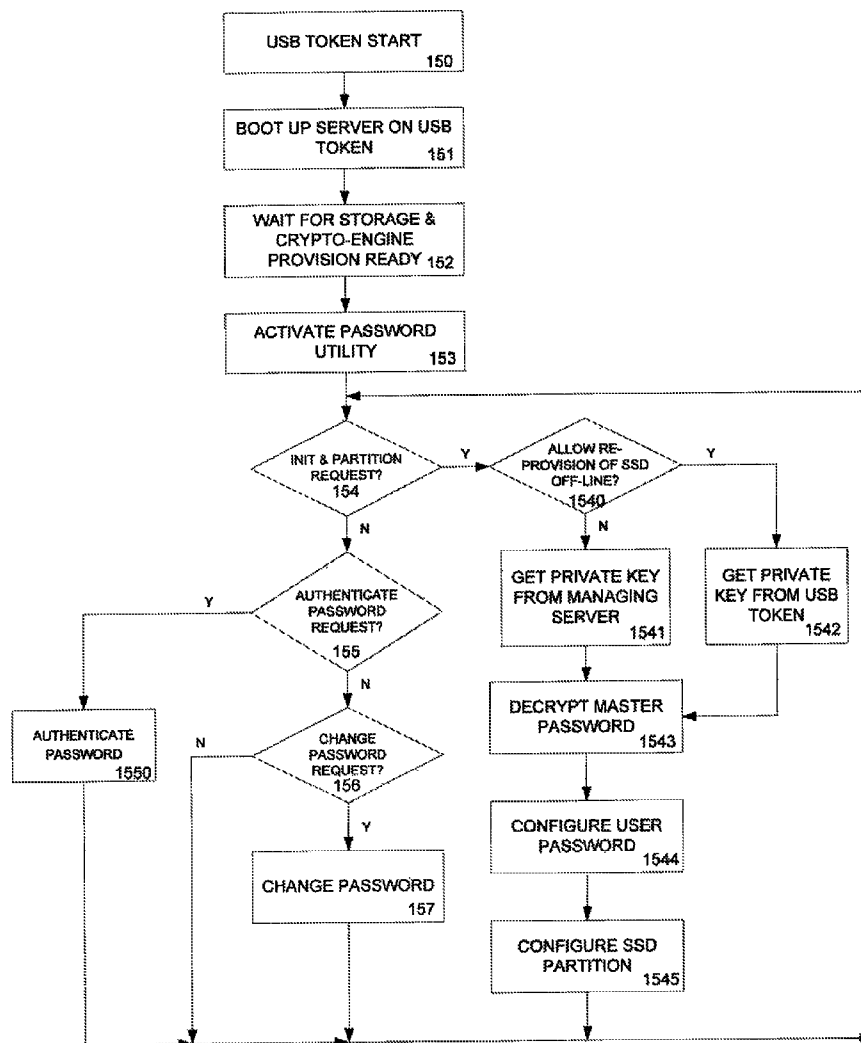 USB TOKEN START
150
BOOT UP SERVER ON USB
TOKEN
151
WAIT FOR STORAGE &
CRYPTO-ENGINE
PROVISION READY
152
ACTIVATE PASSWORD
UTILITY
153
INIT & PARTITION
REQUEST?
154
Y
N
ALLOW RE-
PROVISION OF SSD
OFF-LINE?
1540
Y
N
GET PRIVATE KEY
FROM MANAGING
SERVER
1541
GET PRIVATE
KEY FROM USB
TOKEN
1542
AUTHENTICATE
PASSWORD
REQUEST?
155
Y
N
AUTHENTICATE
PASSWORD
1550
DECRYPT MASTER
PASSWORD
1543
CHANGE
PASSWORD
REQUEST?
156
N
Y
CONFIGURE USER
PASSWORD
1544
CHANGE PASSWORD
157
CONFIGURE SSD
PARTITION
1545